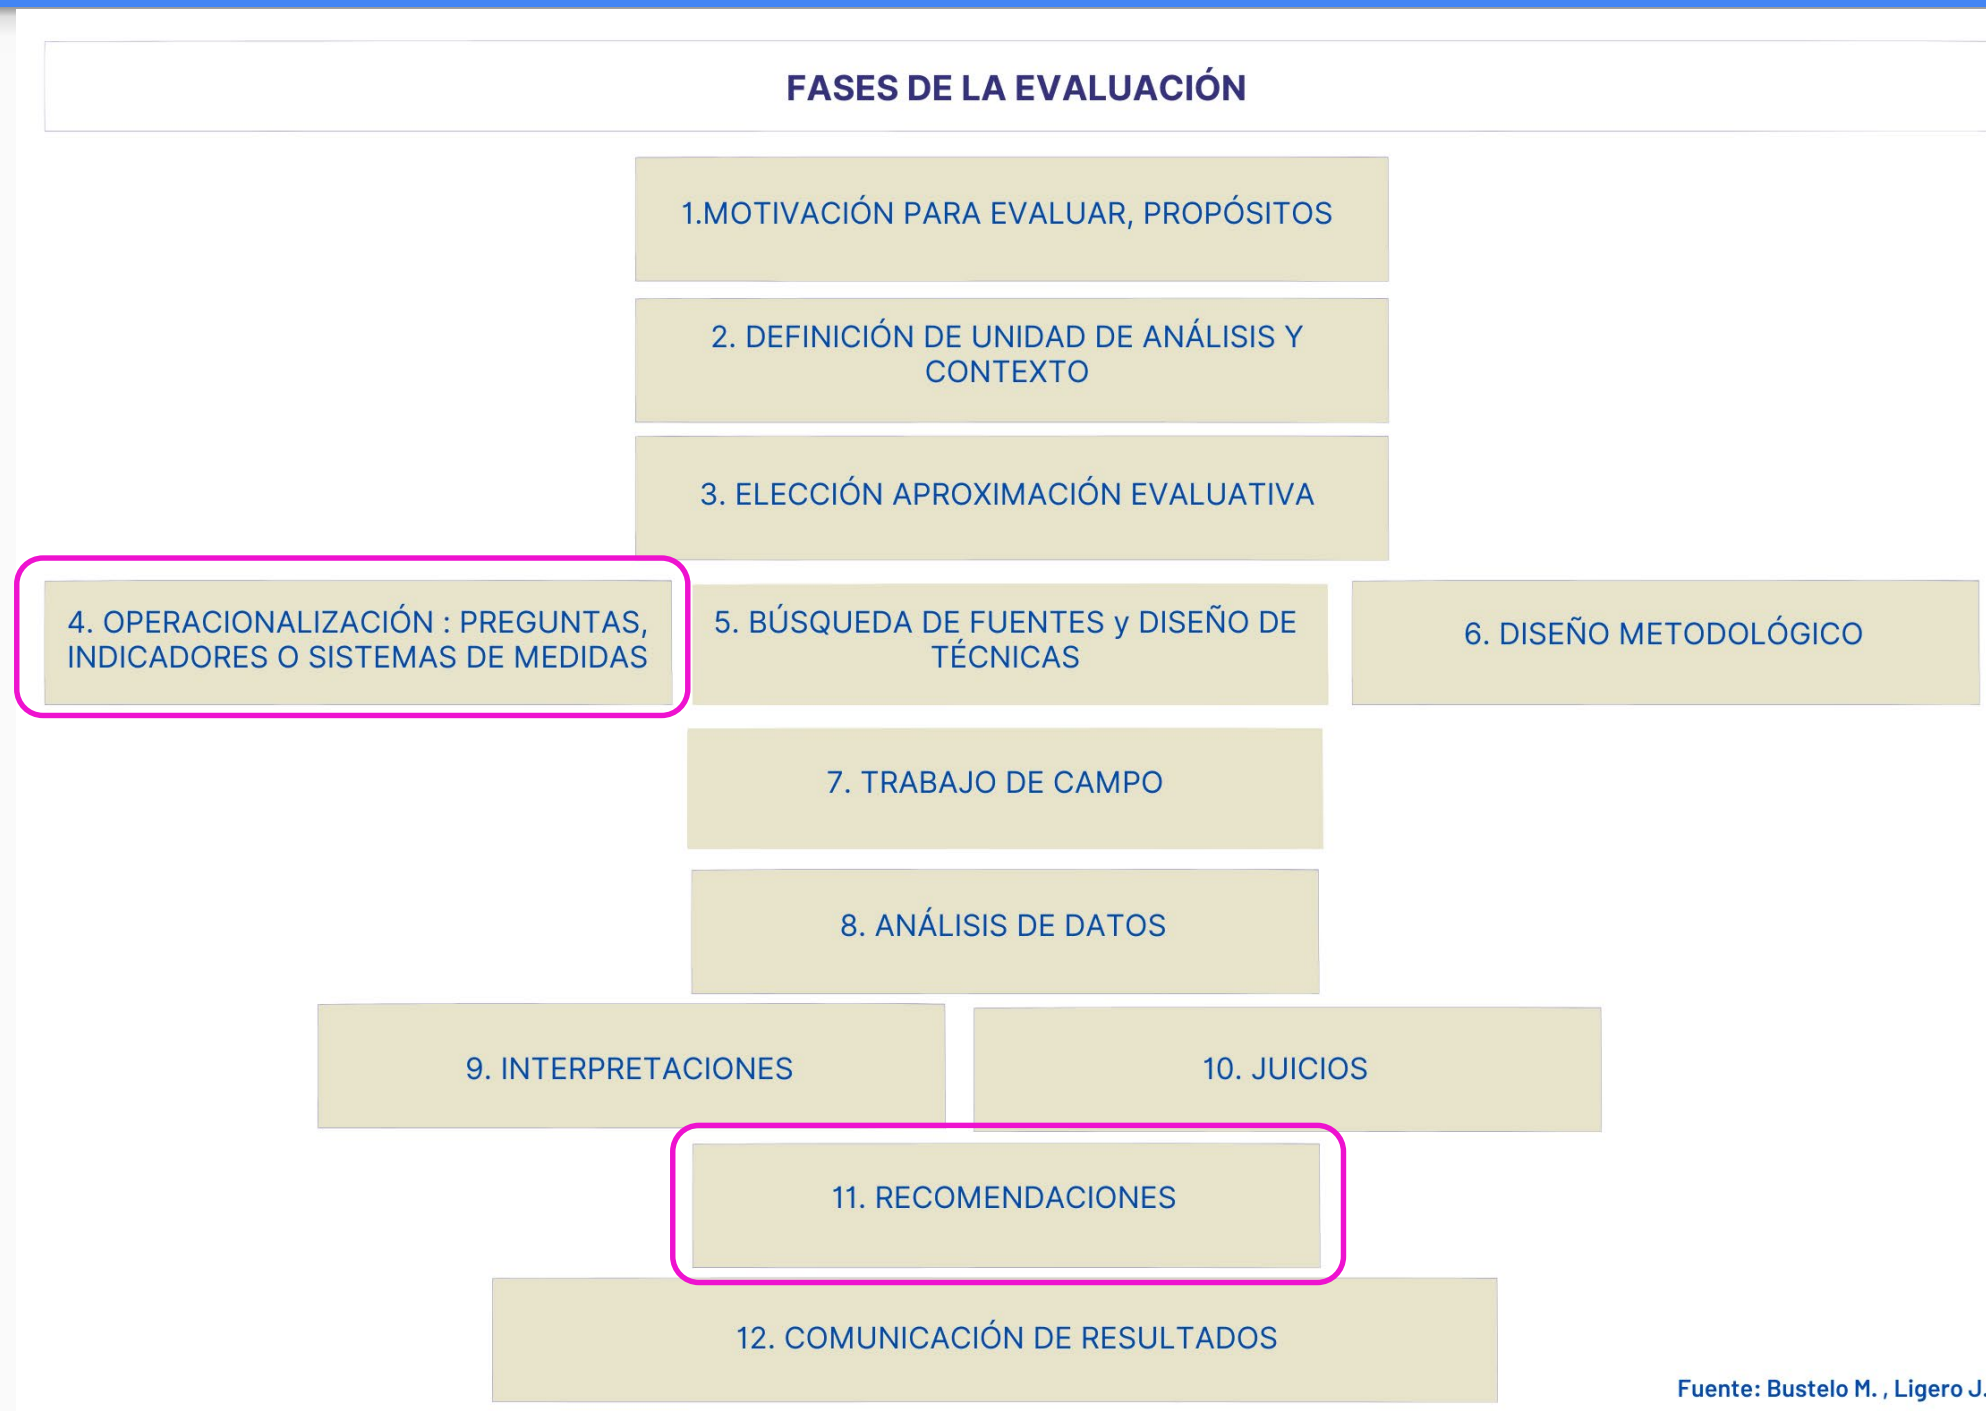 FASES DE LA EVALUACIÓN
1.MOTIVACIÓN PARA EVALUAR, PROPÓSITOS
2. DEFINICIÓN DE UNIDAD DE ANÁLISIS Y
CONTEXTO
3. ELECCIÓN APROXIMACIÓN EVALUATIVA
4. OPERACIONALIZACIÓN : PREGUNTAS,
INDICADORES O SISTEMAS DE MEDIDAS
5. BÚSQUEDA DE FUENTES y DISEÑO DE
TÉCNICAS
6. DISEÑO METODOLÓGICO
7. TRABAJO DE CAMPO
8. ANÁLISIS DE DATOS
9. INTERPRETACIONES
10. JUICIOS
11. RECOMENDACIONES
12. COMUNICACIÓN DE RESULTADOS
Fuente: Bustelo M. , Ligero J.